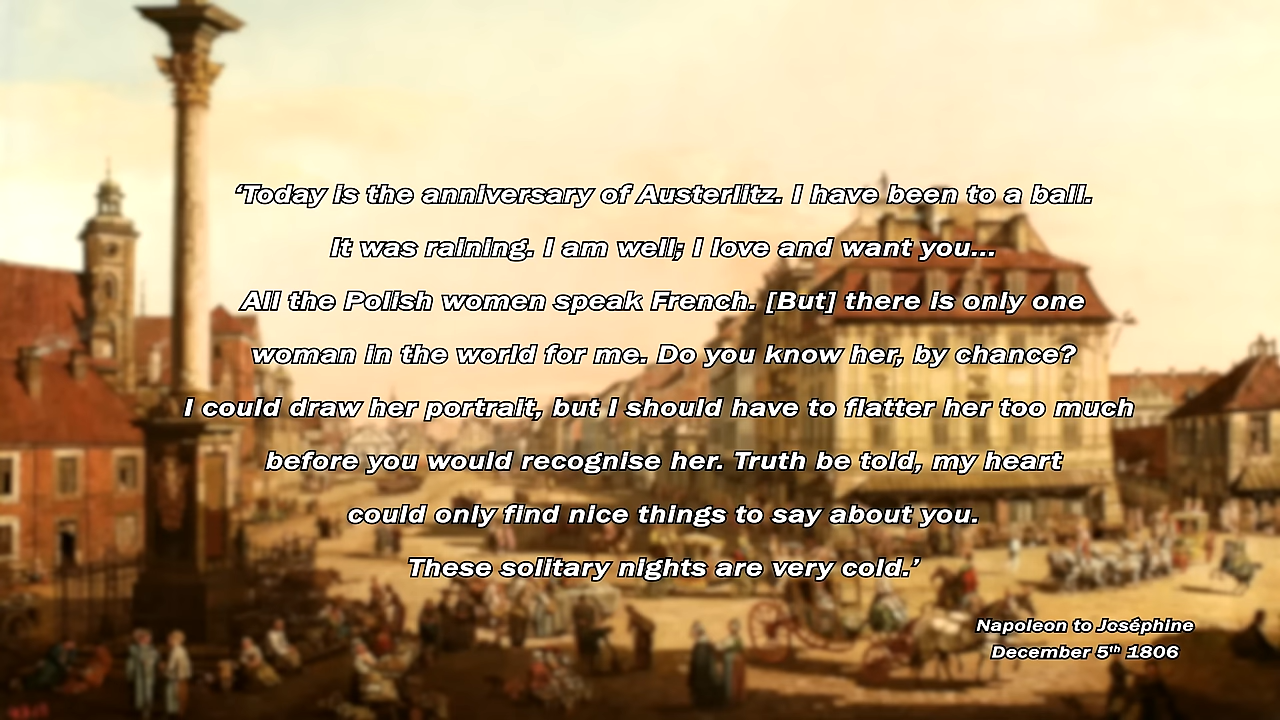 ‘Today is the anniversary of Austerlitz. I have been to a ball.
It was raining. I am well; I love and want you...
All the Polish women speak French. [But] there is only one
woman in the world for me. Do you know her, by chance?
I could draw her portrait, but I should have to flatter her too much
before you would recognise her. Truth be told, my heart
could only find nice things to say about you.
These solitary nights are very cold.’
Napoleon to Joséphine
December 5th 1806